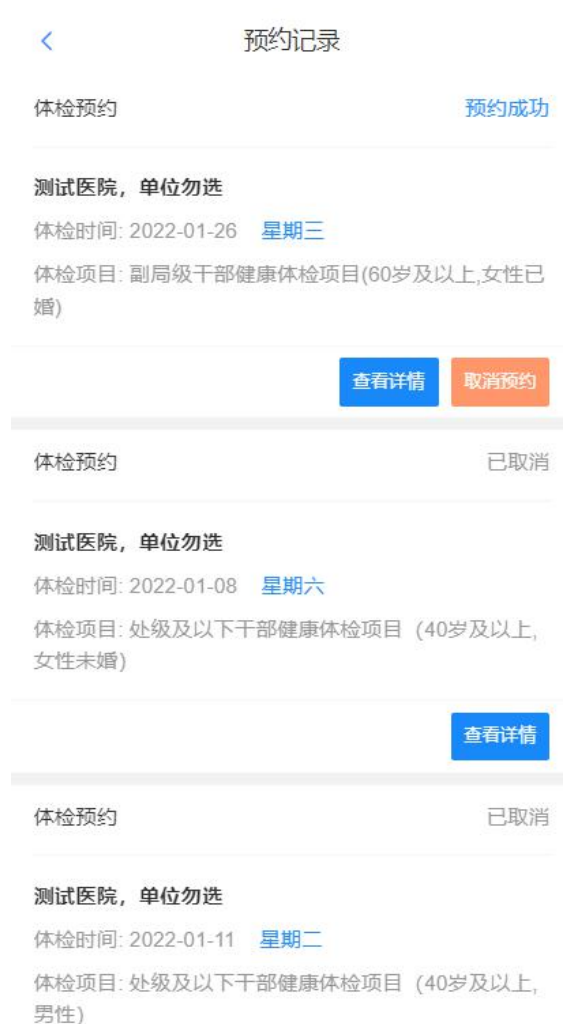 预约记录
体检预约 预约成功
测试医院，单位勿选
体检时间: 2022-01-26 星期三
体检项目: 副局级干部健康体检项目(60岁及以上,女性已
婚)
查看详情 取消预约
体检预约 已取消
测试医院，单位勿选
体检时间: 2022-01-08 星期六
体检项目: 处级及以下干部健康体检项目（40岁及以上,
女性未婚）
查看详情
体检预约 已取消
测试医院，单位勿选
体检时间: 2022-01-11 星期二
体检项目: 处级及以下干部健康体检项目（40岁及以上,
男性）